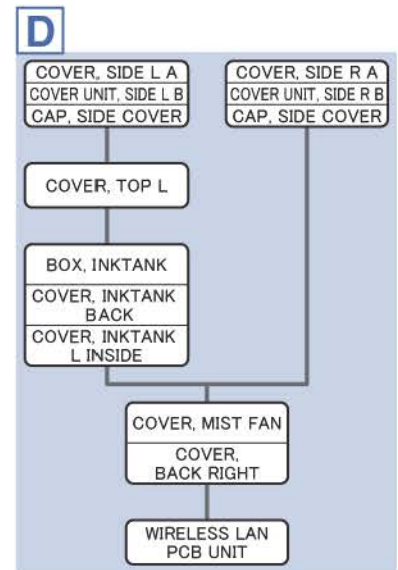 D
COVER, SIDE L A
COVER UNIT, SIDE L B
CAP, SIDE COVER
COVER, SIDE R A
COVER UNIT, SIDE R B
CAP, SIDE COVER
COVER, TOP L
BOX, INKTANK
COVER, INKTANK
BACK
COVER, INKTANK
L INSIDE
COVER, MIST FAN
COVER,
BACK RIGHT
WIRELESS LAN
PCB UNIT